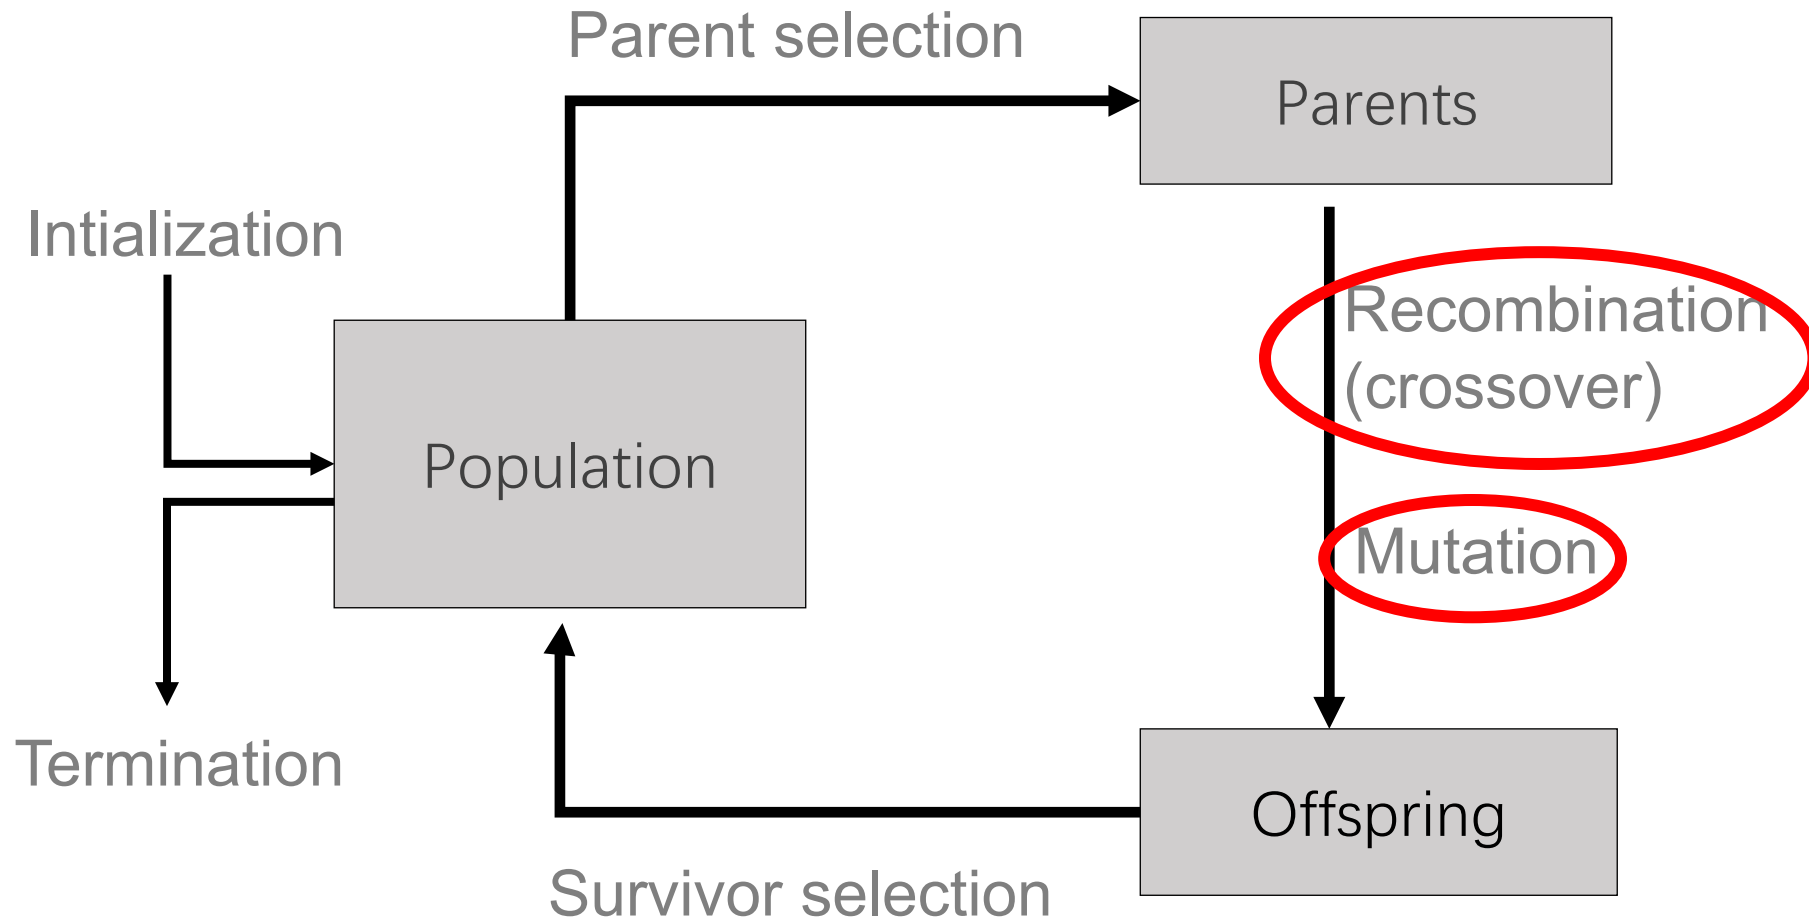 Parent selection
Parents
Intialization
Recombination
(crossover)
Population
Mutation
Termination
Offspring
Survivor selection